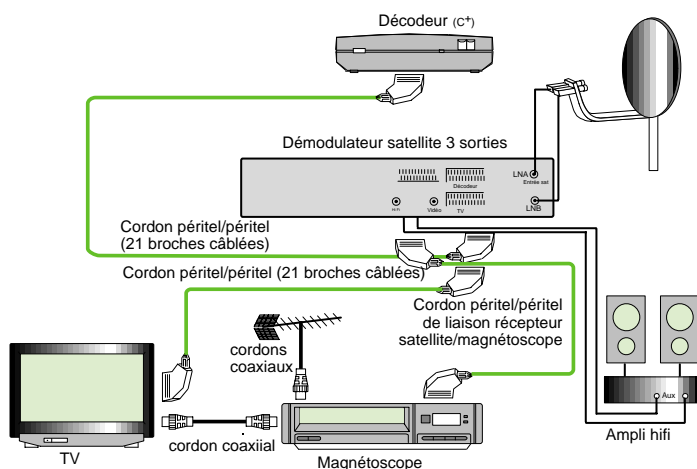 Décodeur (C+)
Démodulateur satellite 3 sorties
LNA
Entrée sat
Décodeur
Vidéo
TV
LNB
Cordon péritel/péritel
(21 broches câblées)
Cordon péritel/péritel (21 broches câblées)
Cordon péritel/péritel
de liaison récepteur
satellite/magnétoscope
cordons
coaxiaux
Aux
cordon coaxiial
Ampli hifi
TV
Magnétoscope